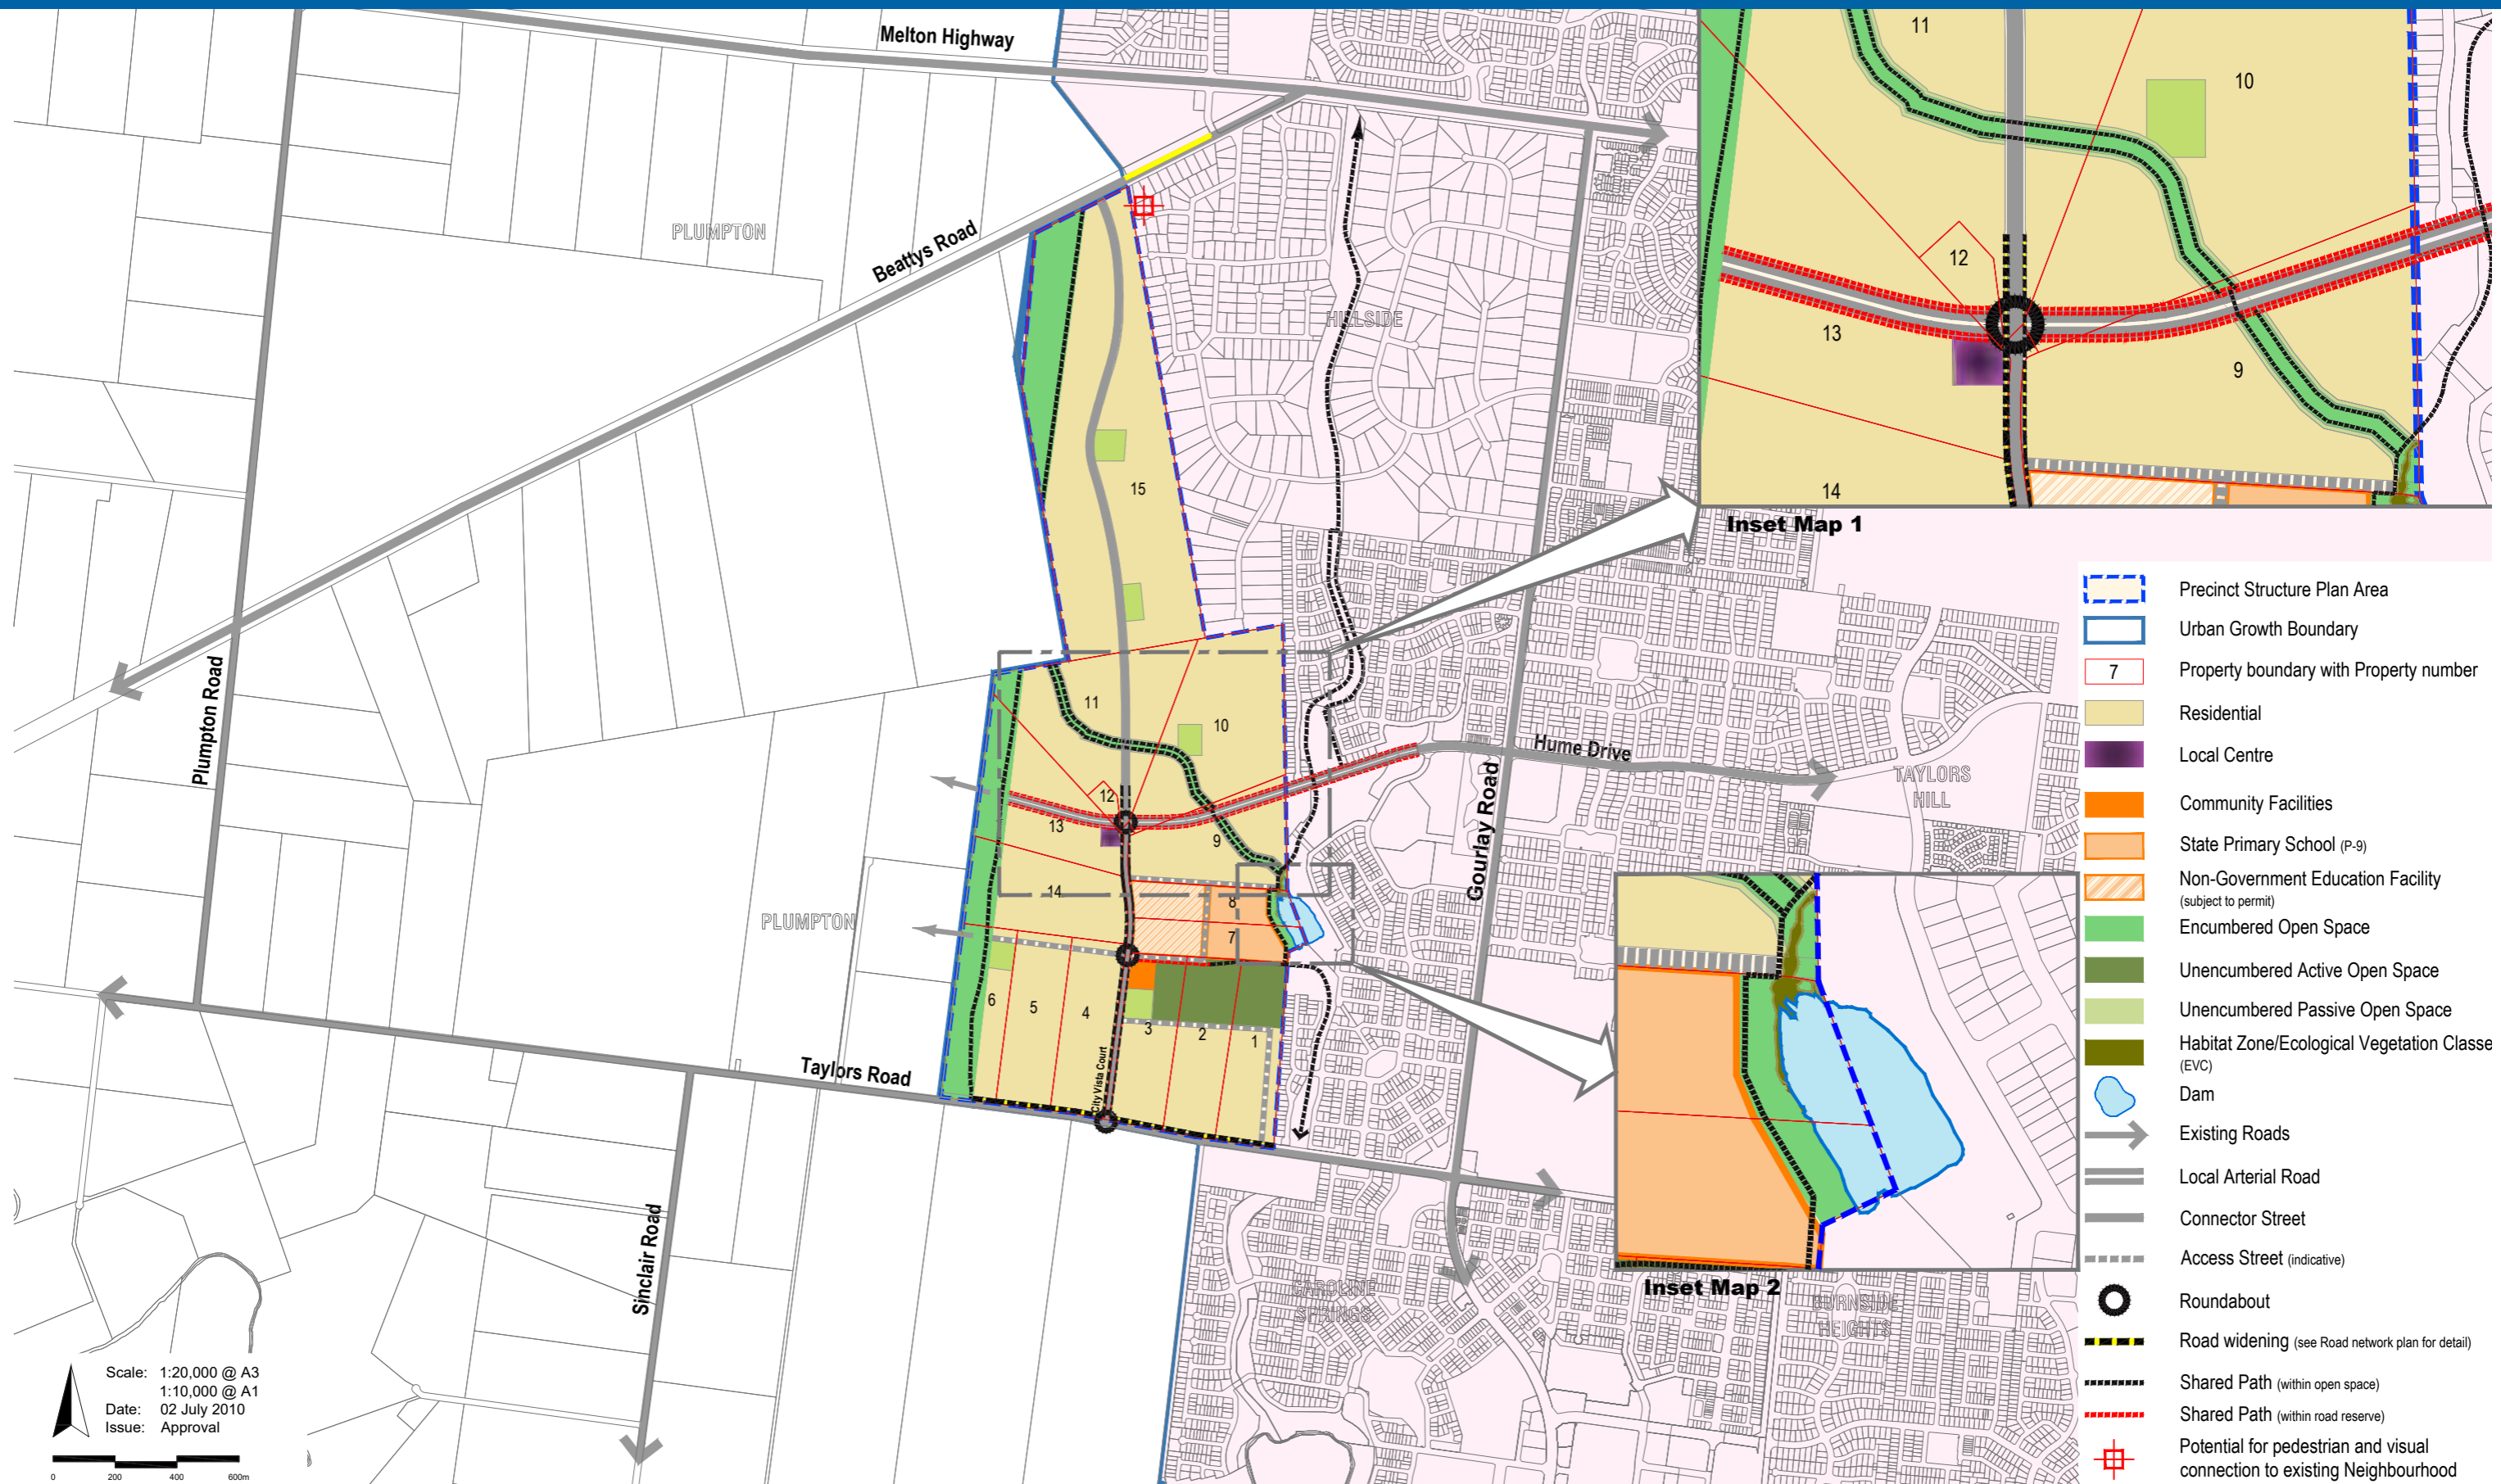 Melton Highway
PLUMPTON
Beattys Road
HILLSIDE
15
11
10
12
13
9
14
Inset Map 1
Plumpton Road
11
10
12
13
9
14
8
7
6
5
4
3
2
1
Hume Drive
Gourlay Road
TAYLORS
HILL
PLUMPTON
Taylors Road
City Vista Court
Sinclair Road
CAROLINE
SPRINGS
BURNSIDE
HEIGHTS
Inset Map 2
Precinct Structure Plan Area
Urban Growth Boundary
7
Property boundary with Property number
Residential
Local Centre
Community Facilities
State Primary School (P-9)
Non-Government Education Facility
(subject to permit)
Encumbered Open Space
Unencumbered Active Open Space
Unencumbered Passive Open Space
Habitat Zone/Ecological Vegetation Classe
(EVC)
Dam
Existing Roads
Local Arterial Road
Connector Street
Access Street (indicative)
Roundabout
Road widening (see Road network plan for detail)
Shared Path (within open space)
Shared Path (within road reserve)
Potential for pedestrian and visual
connection to existing Neighbourhood
Scale: 1:20,000 @ A3
1:10,000 @ A1
Date: 02 July 2010
Issue: Approval
0 200 400 600m